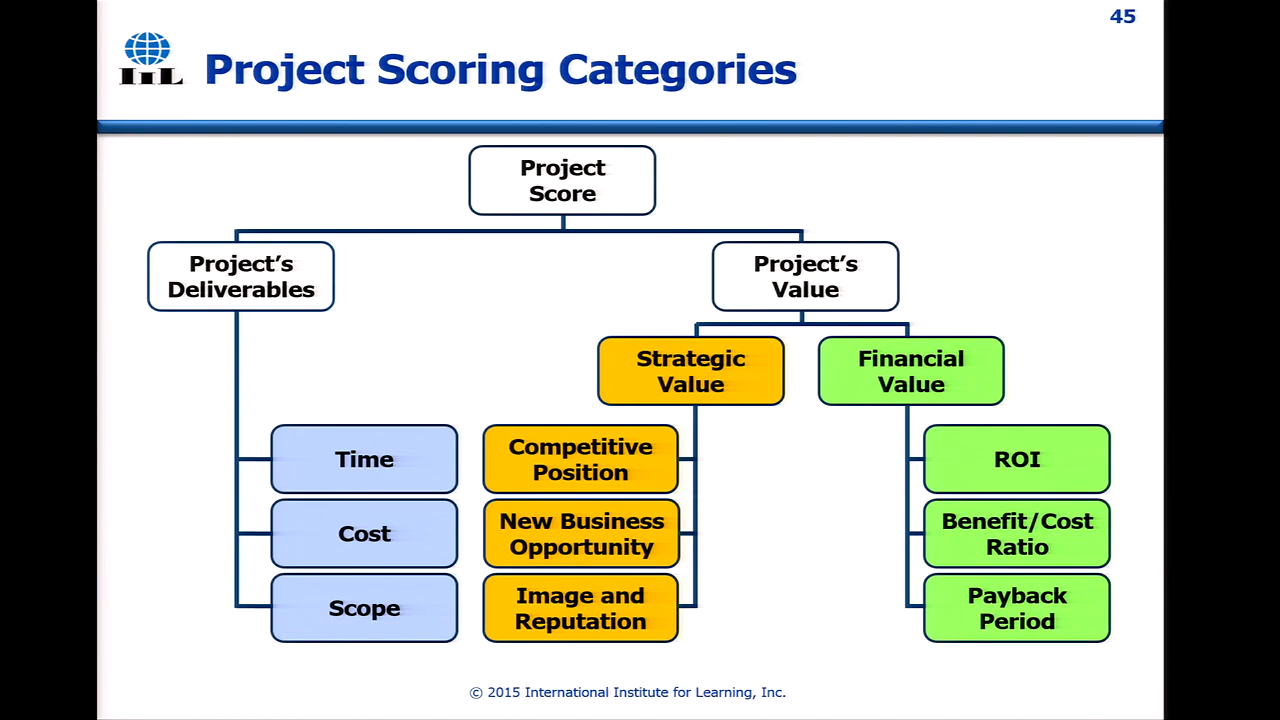 45
IIL
Project Scoring Categories
Project
Score
Project’s
Deliverables
Project’s
Value
Strategic
Value
Financial
Value
Time
Competitive
Position
ROI
Cost
New Business
Opportunity
Benefit/Cost
Ratio
Scope
Image and
Reputation
Payback
Period
© 2015 International Institute for Learning, Inc.